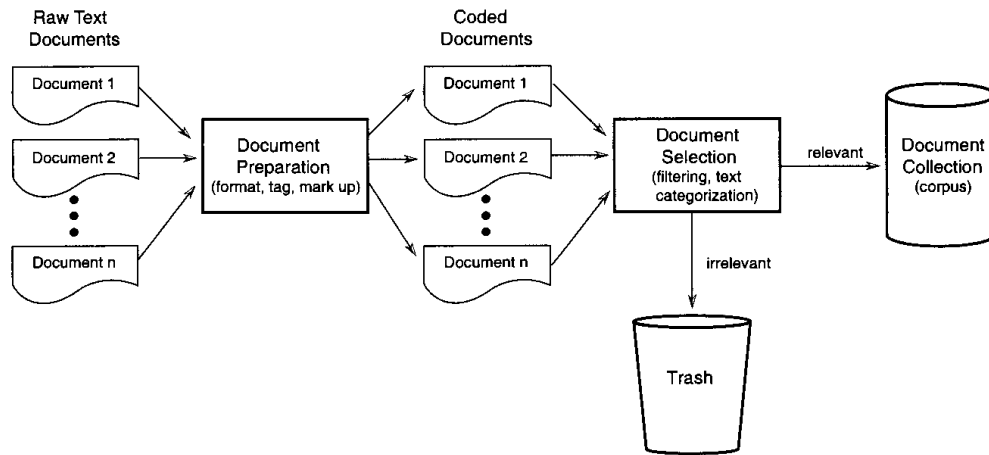 Raw Text
Documents
Document 1
Document 2
Document n
Document
Preparation
(format, tag, mark up)
Coded
Documents
Document 1
Document 2
Document n
Document
Selection
(filtering, text
categorization)
relevant
irrelevant
Document
Collection
(corpus)
Trash